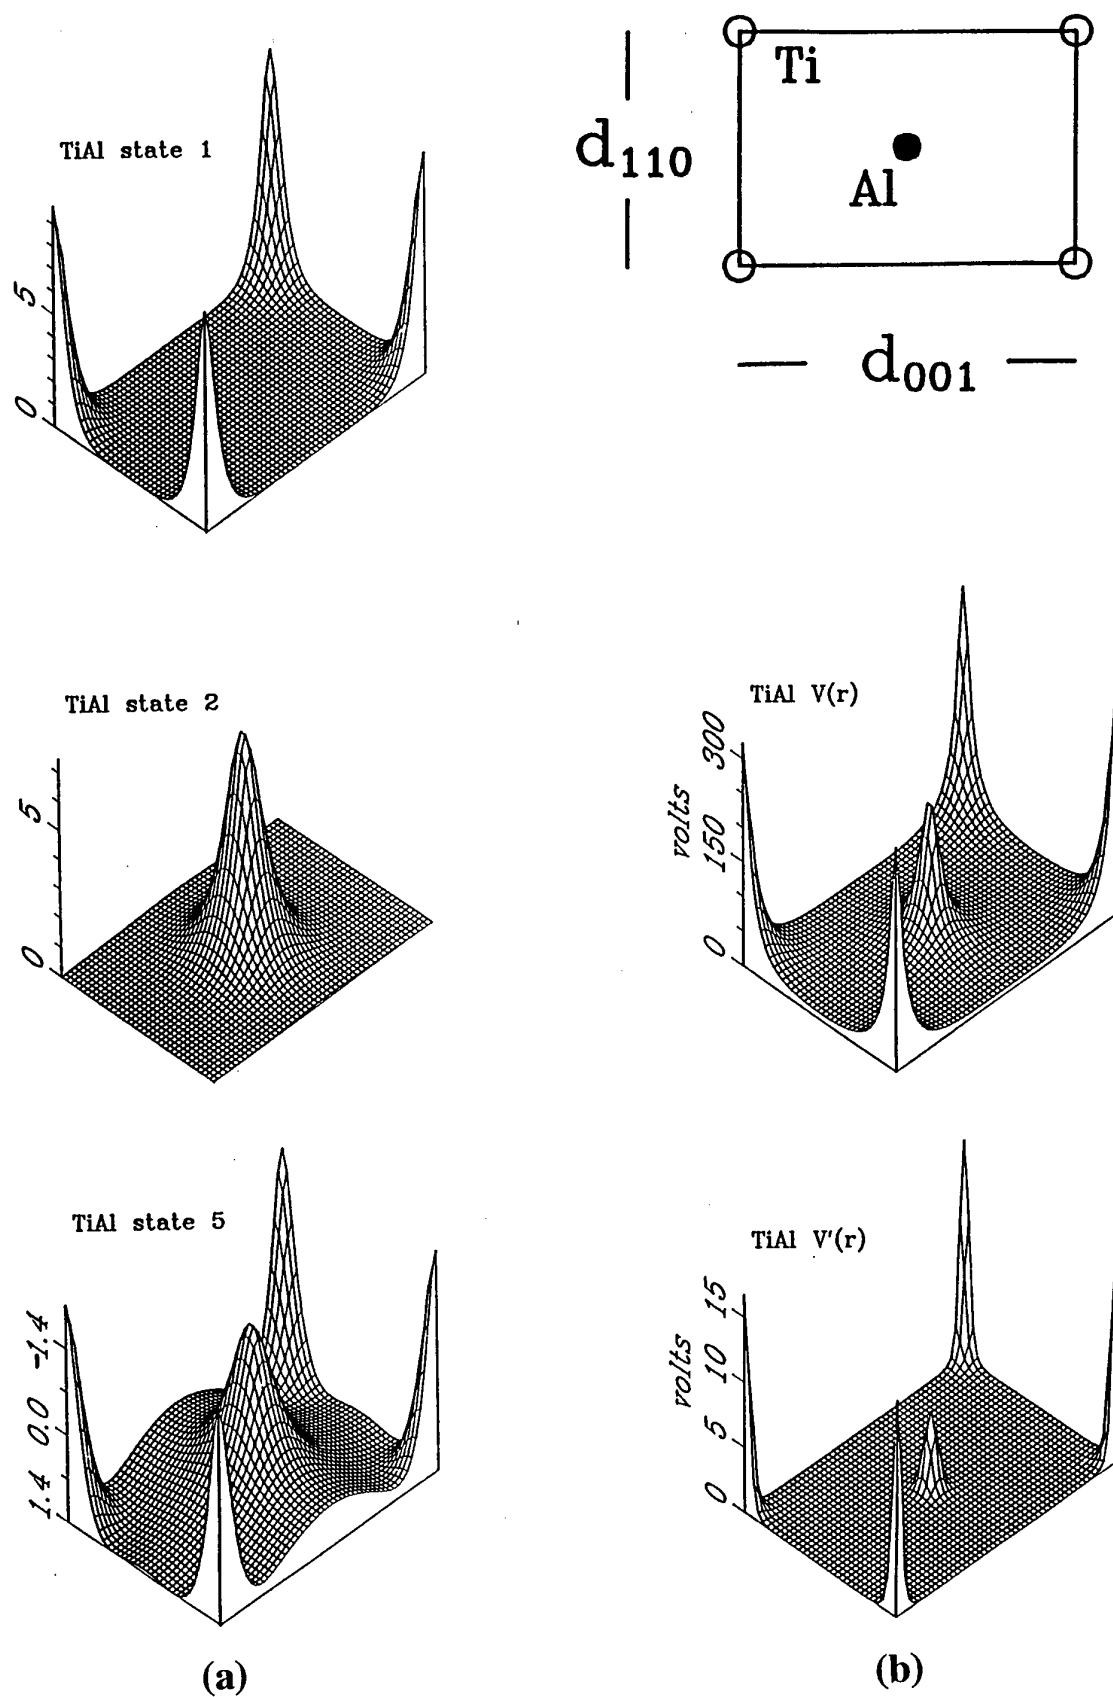 TiAl state 1
5
0
Ti
Al
d110
d001
TiAl state 2
5
0
TiAl V(r)
volts
300
150
0
TiAl state 5
-1.4
0.0
1.4
TiAl V'(r)
volts
15
10
5
0
(a)
(b)